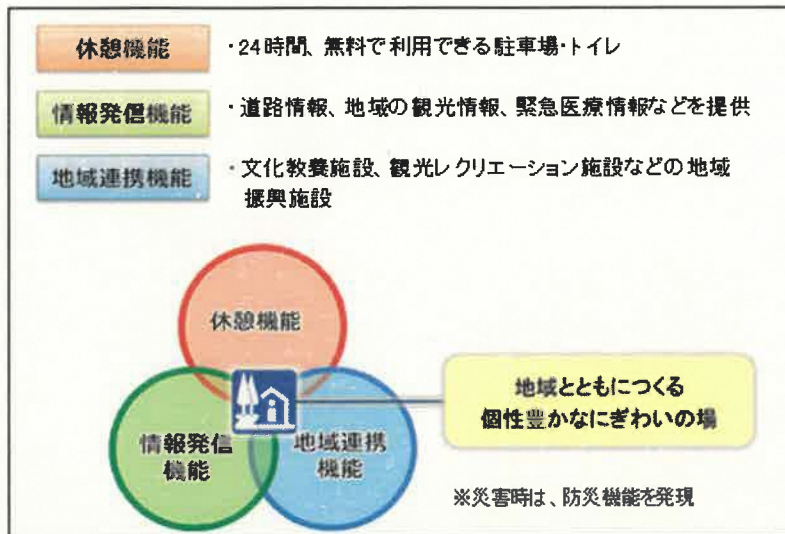 休憩機能
・24時間、無料で利用できる駐車場・トイレ
情報発信機能
・道路情報、地域の観光情報、緊急医療情報などを提供
地域連携機能
・文化教養施設、観光レクリエーション施設などの地域
振興施設
休憩機能
情報発信
機能
地域連携
機能
地域とともにつくる
個性豊かなにぎわいの場
※災害時は、防災機能を発現